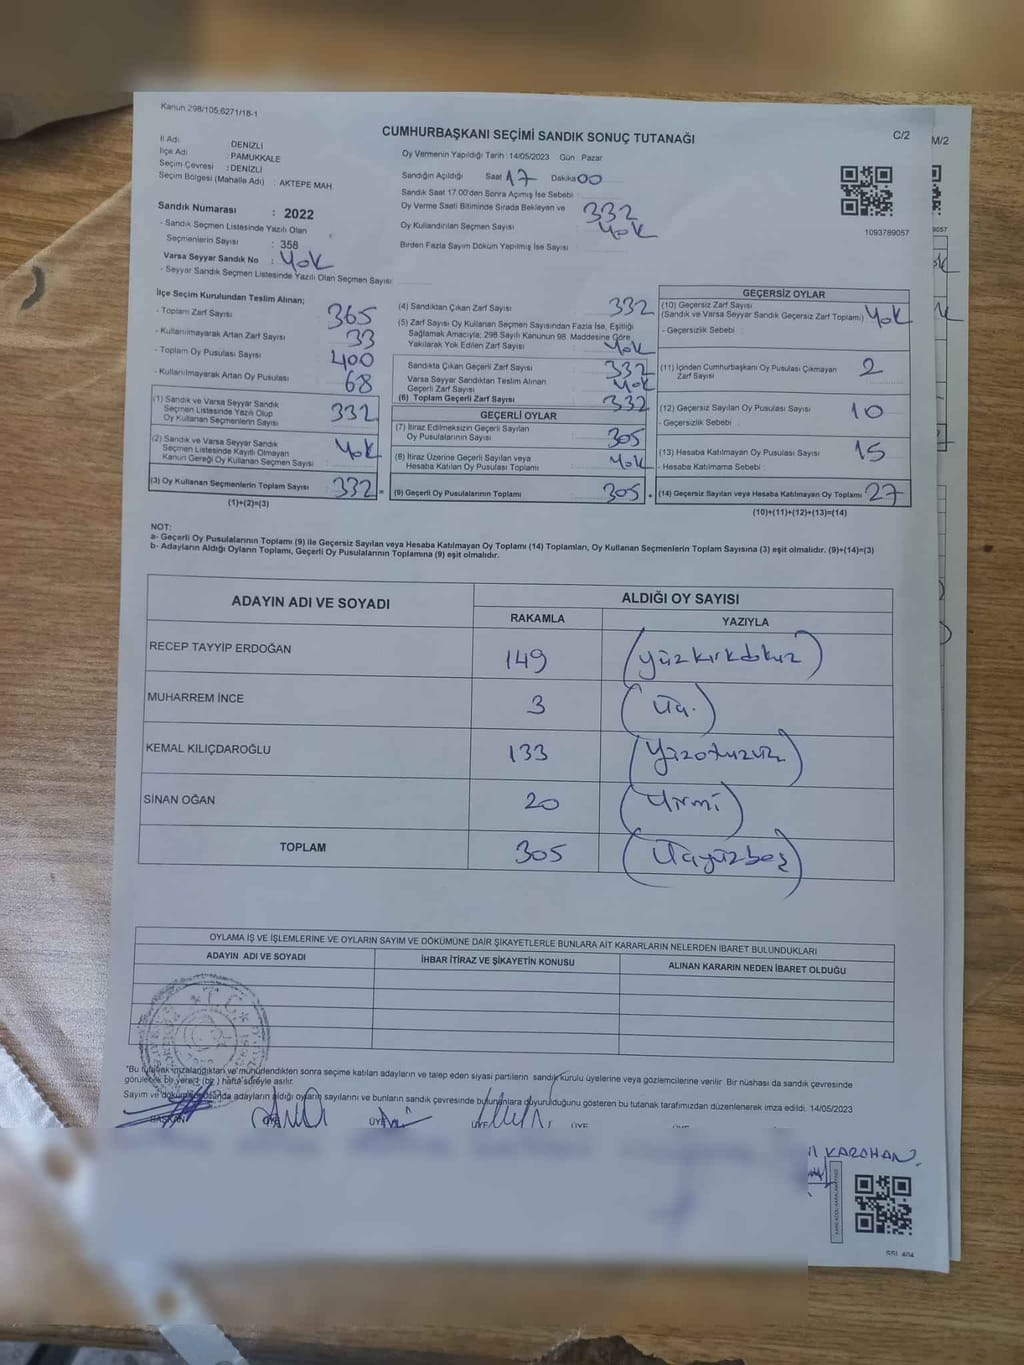 Kanun 298/105,6271/18-1
CUMHURBAŞKANI SEÇİMİ SANDIK SONUÇ TUTANAĞI
C/2
M/2
İl Adı : DENİZLİ
İlçe Adı : PAMUKKALE
Seçim Çevresi : DENİZLİ
Seçim Bölgesi (Mahalle Adı) : AKTEPE MAH.
Sandık Numarası : 2022
- Sandık Seçmen Listesinde Yazılı Olan
Seçmenlerin Sayısı : 358
Varsa Seyyar Sandık No : Yok
- Seyyar Sandık Seçmen Listesinde Yazılı Olan Seçmen Sayısı
Oy Vermenin Yapıldığı Tarih : 14/05/2023 Gün : Pazar
Sandığın Açıldığı Saat 17 Dakika 00
Sandık Saat 17.00'den Sonra Açımış İse Sebebi
Oy Verme Saati Bitiminde Sırada Bekleyen ve
Oy Kullandırılan Seçmen Sayısı
332
Yok
Birden Fazla Sayım Döküm Yapılmış İse Sayısı
1093789057
İlçe Seçim Kurulundan Teslim Alınan;
- Toplam Zarf Sayısı 365
- Kullanılmayarak Artan Zarf Sayısı 33
- Toplam Oy Pusulası Sayısı 400
- Kullanılmayarak Artan Oy Pusulası 68
(1) Sandık ve Varsa Seyyar Sandık
Seçmen Listesinde Yazılı Olup
Oy Kullanan Seçmenlerin Sayısı 332
(2) Sandık ve Varsa Seyyar Sandık
Seçmen Listesinde Kayıtlı Olmayan
Kanun Gereği Oy Kullanan Seçmen Sayısı Yok
(3) Oy Kullanan Seçmenlerin Toplam Sayısı 332 =
(1)+(2)=(3)
(4) Sandıktan Çıkan Zarf Sayısı 332
(5) Zarf Sayısı Oy Kullanan Seçmen Sayısından Fazla İse, Eşitliği
Sağlamak Amacıyla; 298 Sayılı Kanunun 98. Maddesine Göre
Yakılarak Yok Edilen Zarf Sayısı Yok
Sandıkta Çıkan Geçerli Zarf Sayısı 332
Varsa Seyyar Sandıktan Teslim Alınan
Geçerli Zarf Sayısı Yok
(6) Toplam Geçerli Zarf Sayısı 332
GEÇERLİ OYLAR
(7) İtiraz Edilmeksizin Geçerli Sayılan
Oy Pusulalarının Sayısı 305
(8) İtiraz Üzerine Geçerli Sayılan veya
Hesaba Katılan Oy Pusulası Toplamı Yok
(9) Geçerli Oy Pusulalarının Toplamı 305 +
GEÇERSİZ OYLAR
(10) Geçersiz Zarf Sayısı
(Sandık ve Varsa Seyyar Sandık Geçersiz Zarf Toplamı) Yok
- Geçersizlik Sebebi :
(11) İçinden Cumhurbaşkanı Oy Pusulası Çıkmayan
Zarf Sayısı 2
(12) Geçersiz Sayılan Oy Pusulası Sayısı 10
- Geçersizlik Sebebi :
(13) Hesaba Katılmayan Oy Pusulası Sayısı 15
- Hesaba Katılmama Sebebi :
(14) Geçersiz Sayılan veya Hesaba Katılmayan Oy Toplamı 27
(10)+(11)+(12)+(13)=(14)
NOT:
a- Geçerli Oy Pusulalarının Toplamı (9) ile Geçersiz Sayılan veya Hesaba Katılmayan Oy Toplamı (14) Toplamları, Oy Kullanan Seçmenlerin Toplam Sayısına (3) eşit olmalıdır. (9)+(14)=(3)
b- Adayların Aldığı Oyların Toplamı, Geçerli Oy Pusulalarının Toplamına (9) eşit olmalıdır.
ADAYIN ADI VE SOYADI ALDIĞI OY SAYISI
RAKAMLA YAZIYLA
RECEP TAYYİP ERDOĞAN 149 (yüzkırkdokuz)
MUHARREM İNCE 3 (üç.)
KEMAL KILIÇDAROĞLU 133 (yüzotuzüç)
SİNAN OĞAN 20 (Yirmi)
TOPLAM 305 (üçyüzbeş)
OYLAMA İŞ VE İŞLEMLERİNE VE OYLARIN SAYIM VE DÖKÜMÜNE DAİR ŞİKAYETLERLE BUNLARA AİT KARARLARIN NELERDEN İBARET BULUNDUKLARI
ADAYIN ADI VE SOYADI İHBAR İTİRAZ VE ŞİKAYETİN KONUSU ALINAN KARARIN NEDEN İBARET OLDUĞU
T.C.
"Bu tutanak imzalandıktan ve mühürlendikten sonra seçime katılan adayların ve talep eden siyasi partilerin sandık kurulu üyelerine veya gözlemcilerine verilir. Bir nüshası da sandık çevresinde
görülebilecek bir yere (bir) hafta süreyle asılır.
Sayım ve dökümü sonunda adayların aldığı oyların sayılarını ve bunların sandık çevresinde bulunanlara duyurulduğunu gösteren bu tutanak tarafımızdan düzenlenerek imza edildi. 14/05/2023
BAŞKAN ÜYE ÜYE ÜYE
KARAHAN